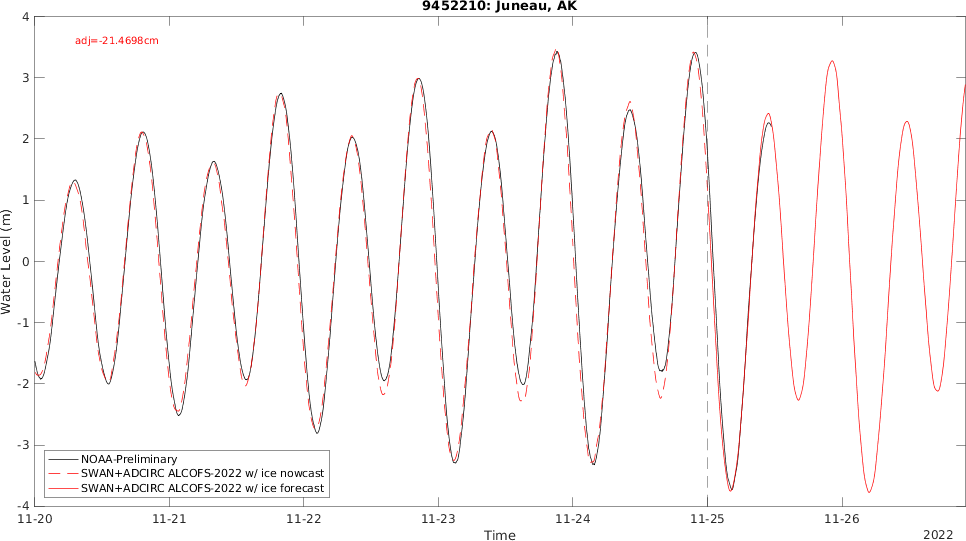 9452210: Juneau, AK
adj=-21.4698cm
4
3
2
1
0
-1
-2
-3
-4
Water Level (m)
NOAA-Preliminary
SWAN+ADCIRC ALCOFS-2022 w/ ice nowcast
SWAN+ADCIRC ALCOFS-2022 w/ ice forecast
11-20 11-21 11-22 11-23 11-24 11-25 11-26
Time
2022